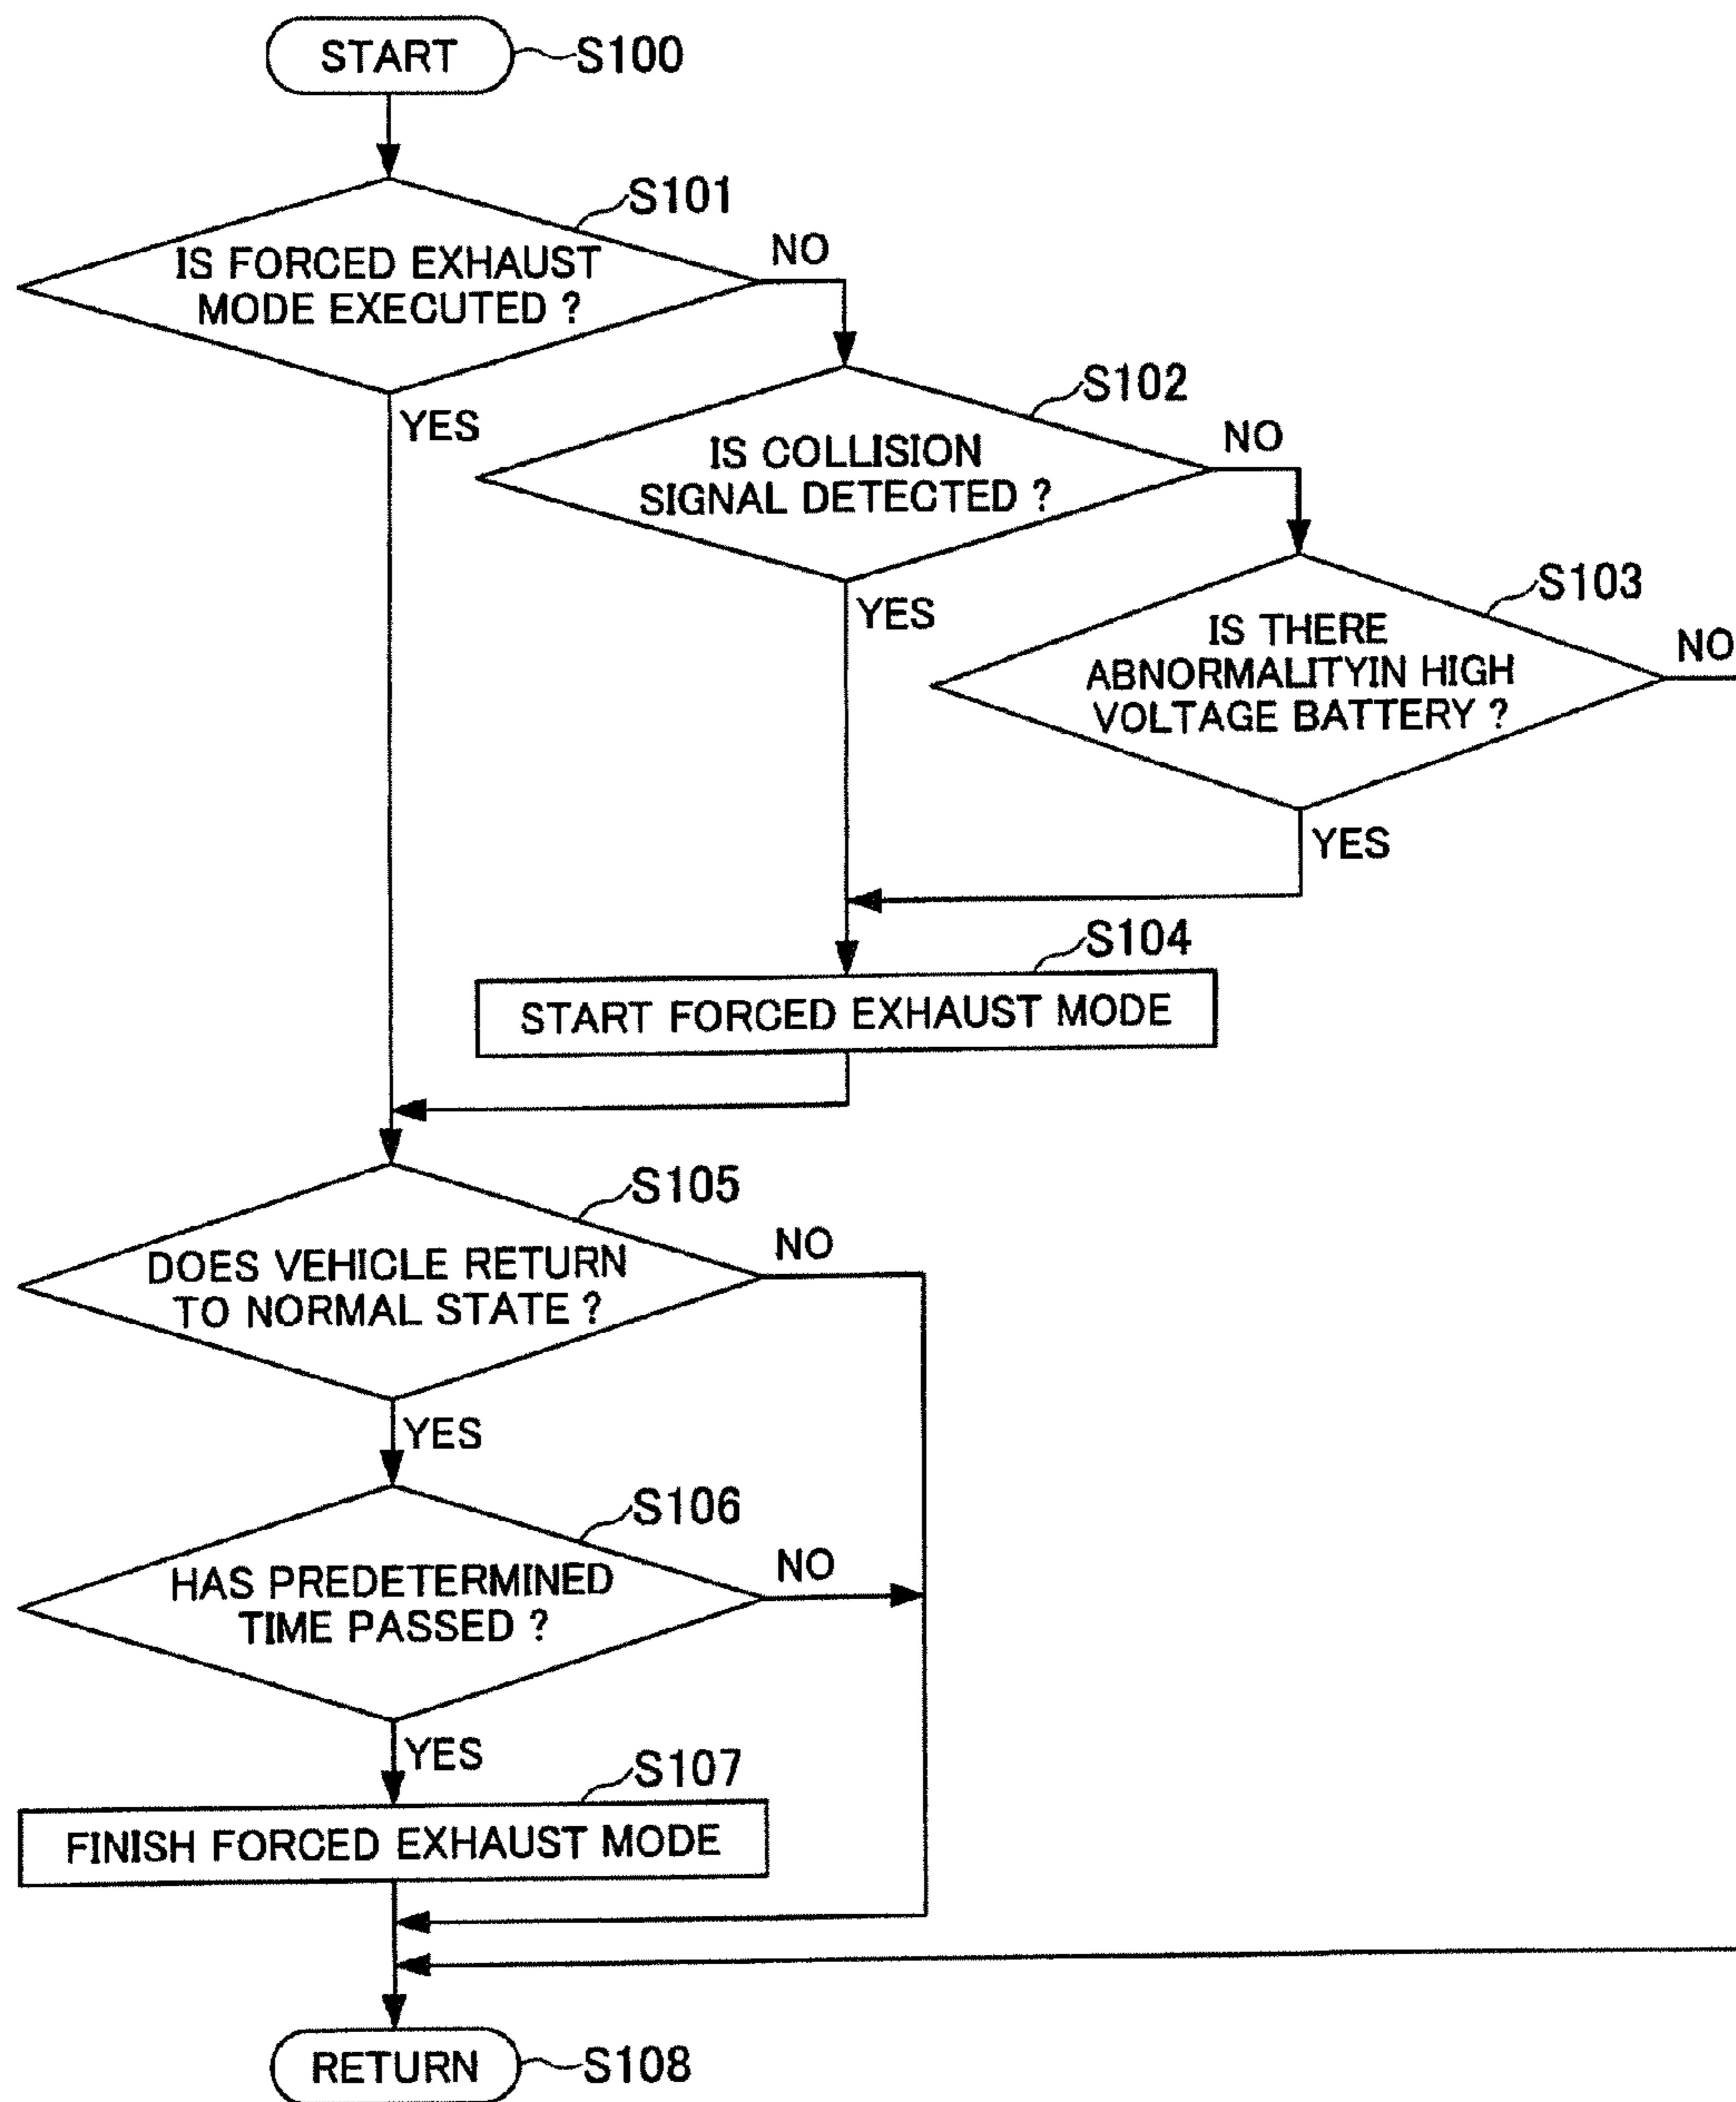 START
S100
S101
IS FORCED EXHAUST
MODE EXECUTED ?
NO
YES
S102
IS COLLISION
SIGNAL DETECTED ?
NO
YES
S103
IS THERE
ABNORMALITYIN HIGH
VOLTAGE BATTERY ?
NO
YES
S104
START FORCED EXHAUST MODE
S105
DOES VEHICLE RETURN
TO NORMAL STATE ?
NO
YES
S106
HAS PREDETERMINED
TIME PASSED ?
NO
YES
S107
FINISH FORCED EXHAUST MODE
RETURN
S108